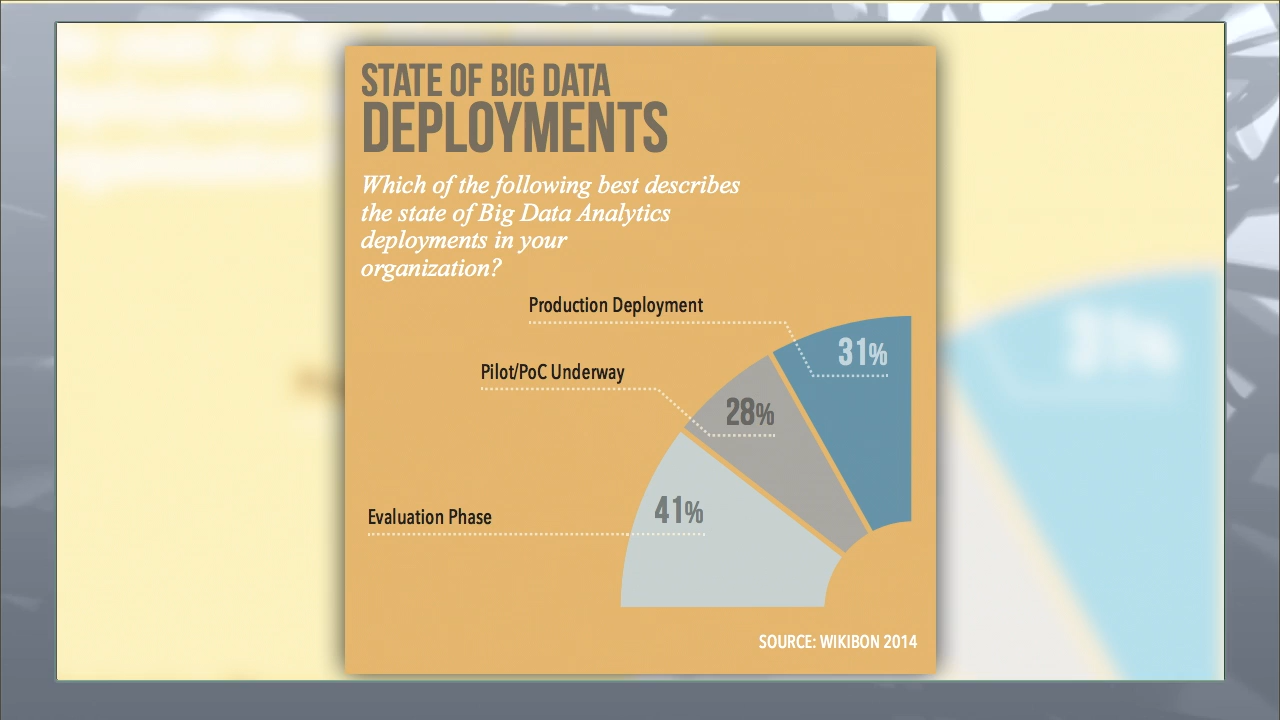 STATE OF BIG DATA
DEPLOYMENTS
Which of the following best describes
the state of Big Data Analytics
deployments in your
organization?
Production Deployment
31%
Pilot/PoC Underway
28%
Evaluation Phase
41%
SOURCE: WIKIBON 2014